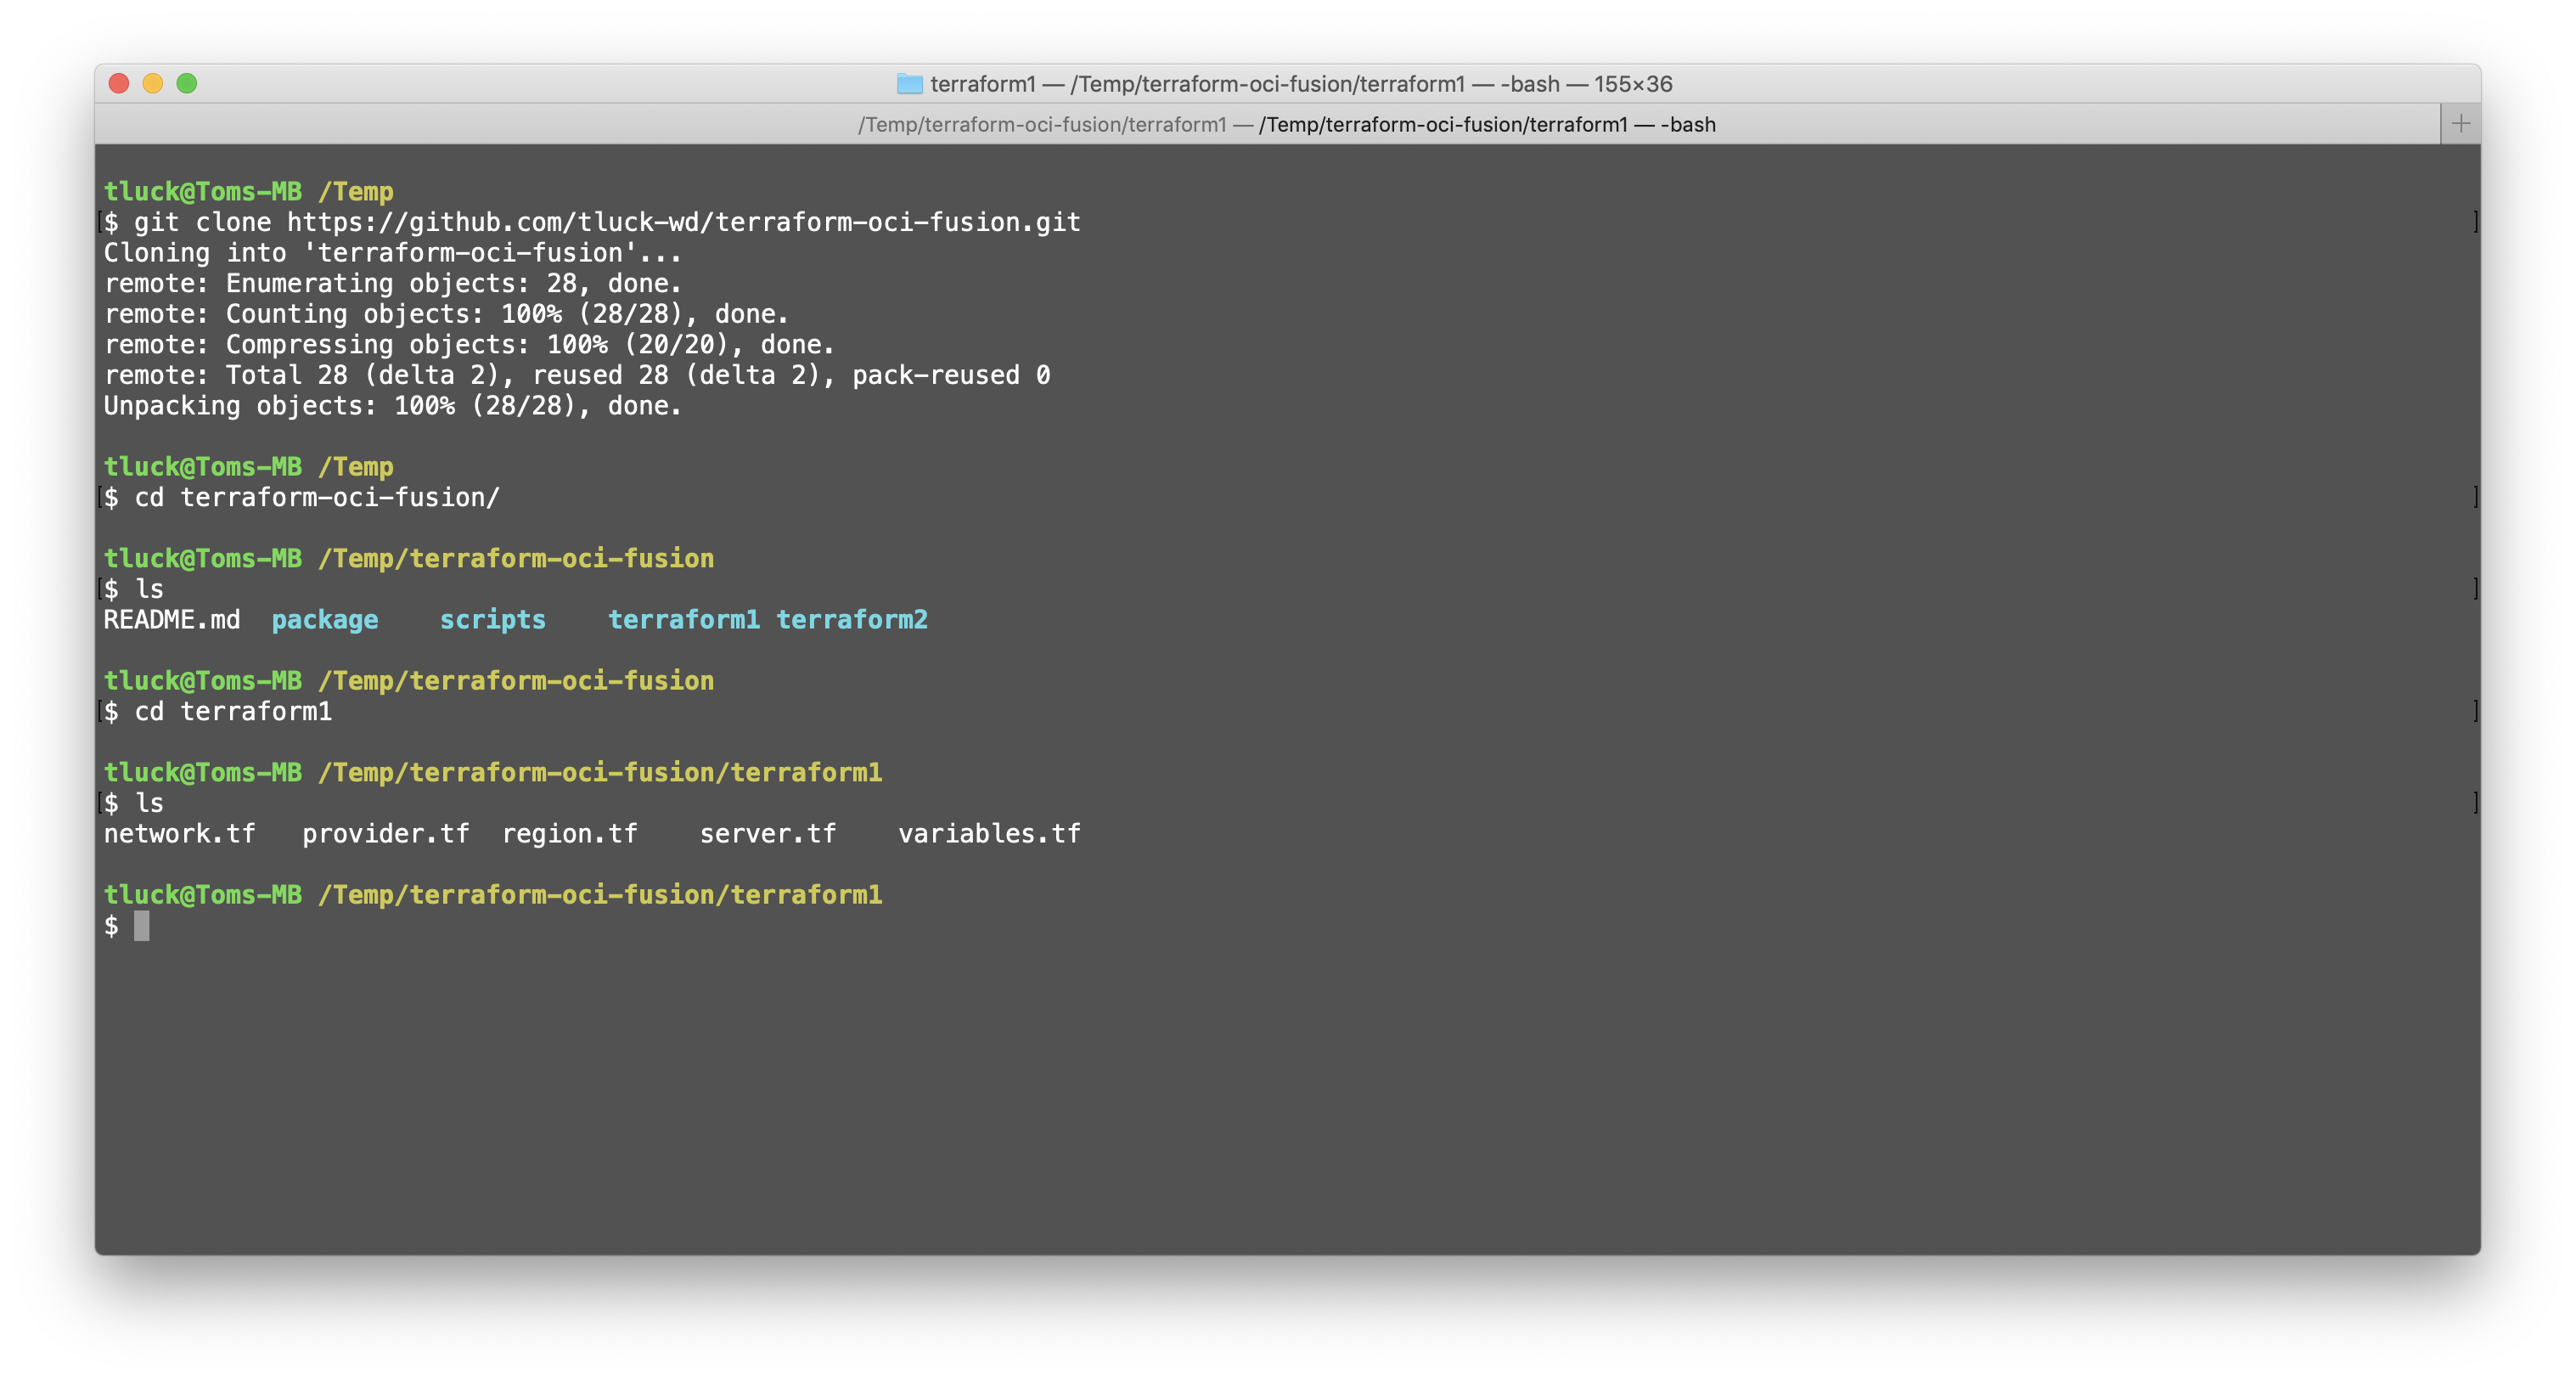 terraform1 — /Temp/terraform-oci-fusion/terraform1 — -bash — 155×36
/Temp/terraform-oci-fusion/terraform1 — /Temp/terraform-oci-fusion/terraform1 — -bash
tluck@Toms-MB /Temp
[$ git clone https://github.com/tluck-wd/terraform-oci-fusion.git ]
Cloning into 'terraform-oci-fusion'...
remote: Enumerating objects: 28, done.
remote: Counting objects: 100% (28/28), done.
remote: Compressing objects: 100% (20/20), done.
remote: Total 28 (delta 2), reused 28 (delta 2), pack-reused 0
Unpacking objects: 100% (28/28), done.
tluck@Toms-MB /Temp
[$ cd terraform-oci-fusion/ ]
tluck@Toms-MB /Temp/terraform-oci-fusion
[$ ls ]
README.md package scripts terraform1 terraform2
tluck@Toms-MB /Temp/terraform-oci-fusion
[$ cd terraform1 ]
tluck@Toms-MB /Temp/terraform-oci-fusion/terraform1
[$ ls ]
network.tf provider.tf region.tf server.tf variables.tf
tluck@Toms-MB /Temp/terraform-oci-fusion/terraform1
$